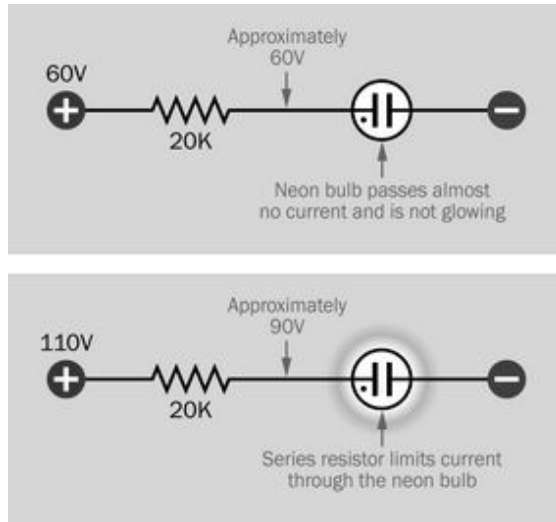 Approximately
60V
60V
20K
Neon bulb passes almost
no current and is not glowing
Approximately
90V
110V
20K
Series resistor limits current
through the neon bulb